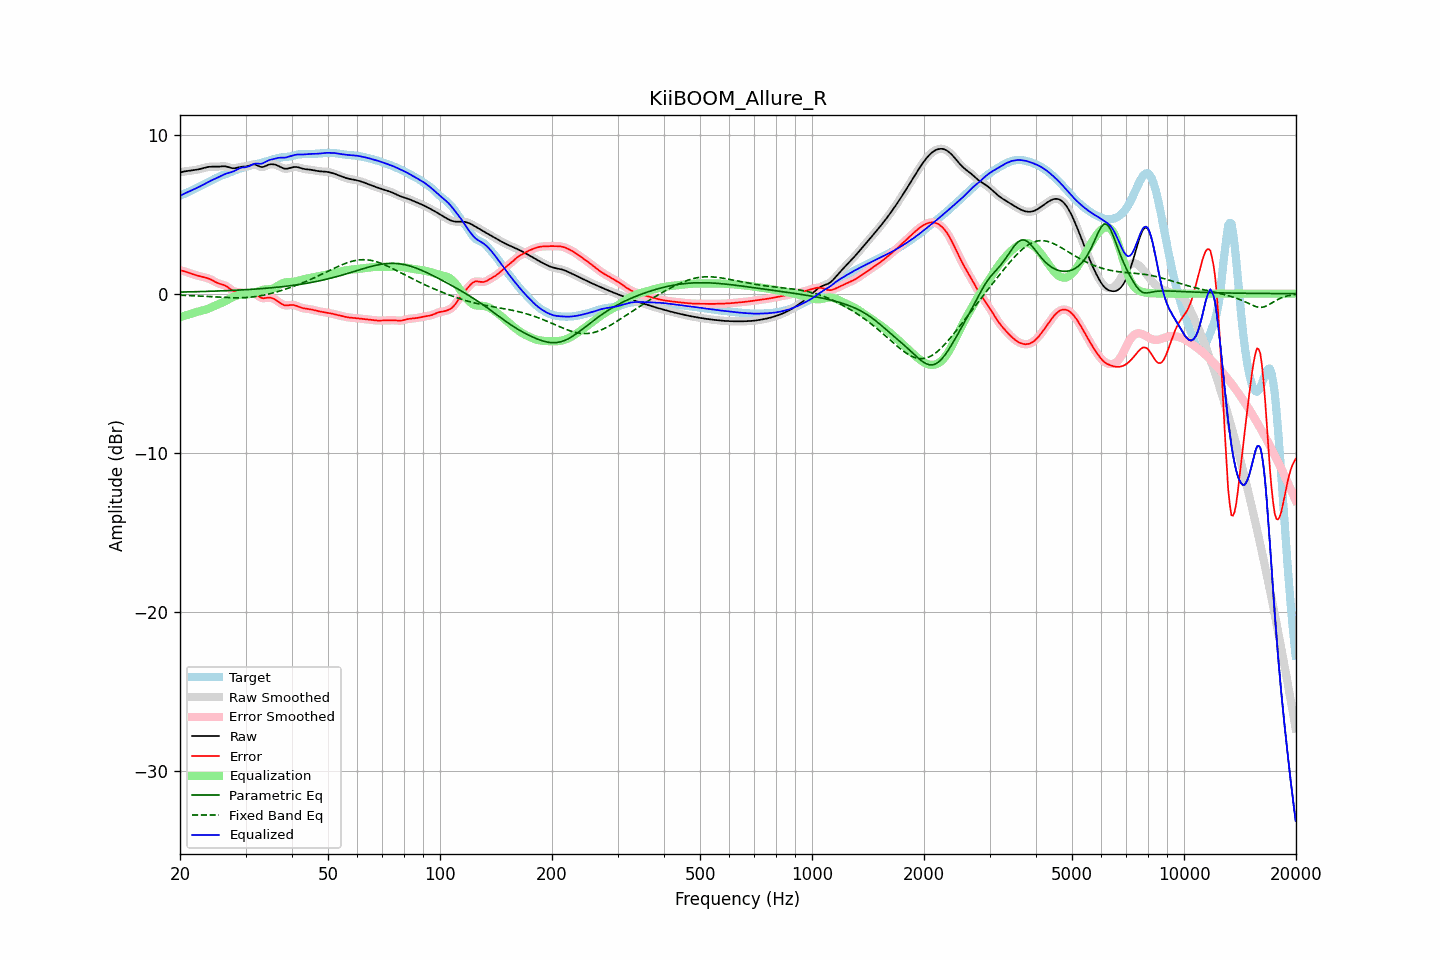 KiiBOOM_Allure_R
10
0
−10
−20
−30
Amplitude (dBr)
Target
Raw Smoothed
Error Smoothed
Raw
Error
Equalization
Parametric Eq
Fixed Band Eq
Equalized
20 50 100 200 500 1000 2000 5000 10000 20000
Frequency (Hz)